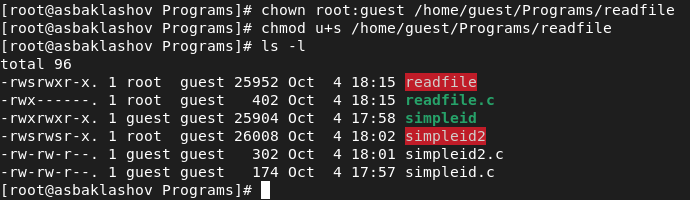 [root@asbaklashov Programs]# chown root:guest /home/guest/Programs/readfile
[root@asbaklashov Programs]# chmod u+s /home/guest/Programs/readfile
[root@asbaklashov Programs]# ls -l
total 96
-rwsrwxr-x. 1 root  guest 25952 Oct  4 18:15 readfile
-rwx------. 1 root  guest   402 Oct  4 18:15 readfile.c
-rwxrwxr-x. 1 guest guest 25904 Oct  4 17:58 simpleid
-rwsrwsr-x. 1 root  guest 26008 Oct  4 18:02 simpleid2
-rw-rw-r--. 1 guest guest   302 Oct  4 18:01 simpleid2.c
-rw-rw-r--. 1 guest guest   174 Oct  4 17:57 simpleid.c
[root@asbaklashov Programs]#